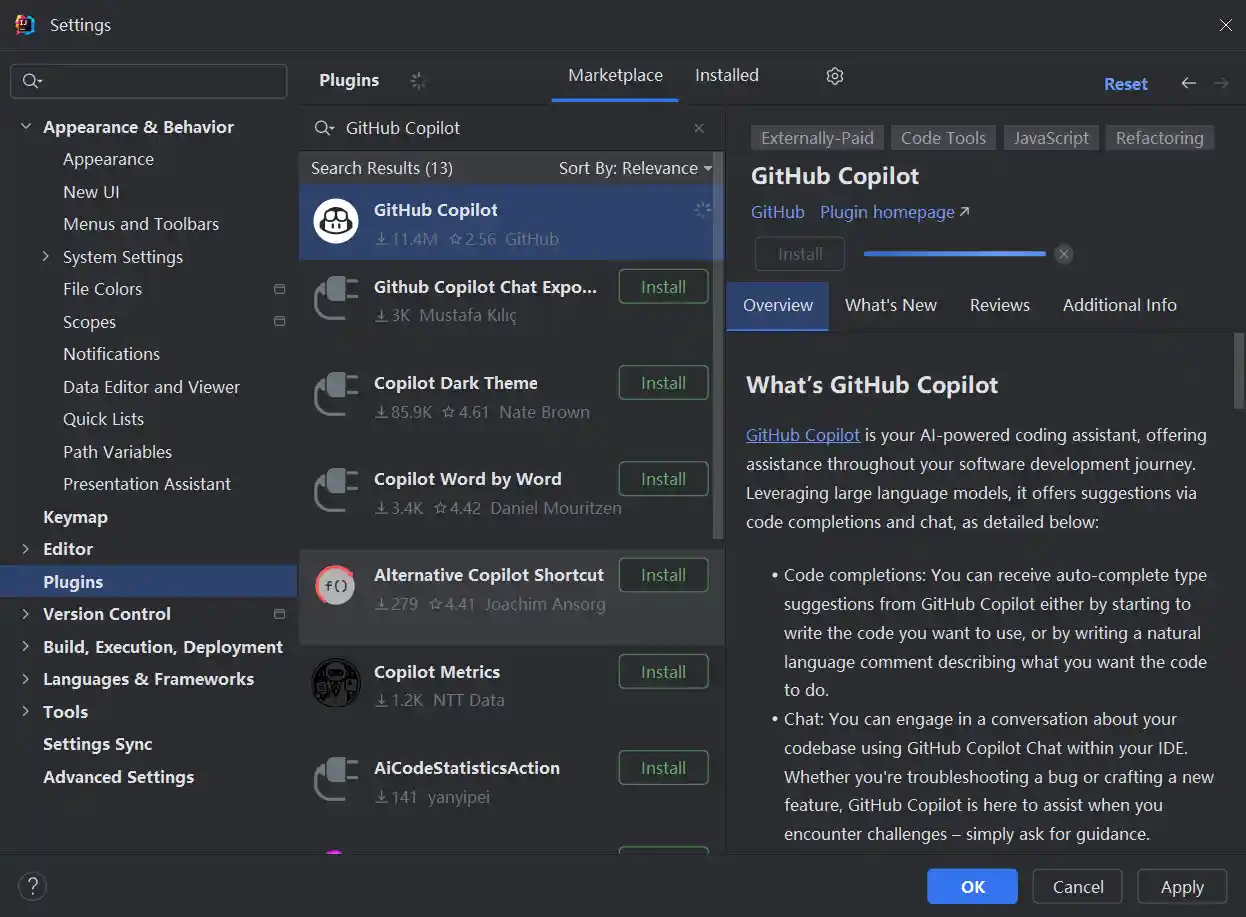 Settings
Plugins
Marketplace
Installed
Reset
Appearance & Behavior
Appearance
New UI
Menus and Toolbars
System Settings
File Colors
Scopes
Notifications
Data Editor and Viewer
Quick Lists
Path Variables
Presentation Assistant
Keymap
Editor
Plugins
Version Control
Build, Execution, Deployment
Languages & Frameworks
Tools
Settings Sync
Advanced Settings
GitHub Copilot
Search Results (13)
Sort By: Relevance
GitHub Copilot
11.4M 2.56 GitHub
Github Copilot Chat Expo...
Install
3K Mustafa Kılıç
Copilot Dark Theme
Install
85.9K 4.61 Nate Brown
Copilot Word by Word
Install
3.4K 4.42 Daniel Mouritzen
f()
Alternative Copilot Shortcut
Install
279 4.41 Joachim Ansorg
Copilot Metrics
Install
1.2K NTT Data
AiCodeStatisticsAction
Install
141 yanyipei
Externally-Paid
Code Tools
JavaScript
Refactoring
GitHub Copilot
GitHub Plugin homepage ↗
Install
Overview
What's New
Reviews
Additional Info
What’s GitHub Copilot
GitHub Copilot is your AI-powered coding assistant, offering
assistance throughout your software development journey.
Leveraging large language models, it offers suggestions via
code completions and chat, as detailed below:
• Code completions: You can receive auto-complete type
suggestions from GitHub Copilot either by starting to
write the code you want to use, or by writing a natural
language comment describing what you want the code
to do.
• Chat: You can engage in a conversation about your
codebase using GitHub Copilot Chat within your IDE.
Whether you're troubleshooting a bug or crafting a new
feature, GitHub Copilot is here to assist when you
encounter challenges – simply ask for guidance.
?
OK
Cancel
Apply